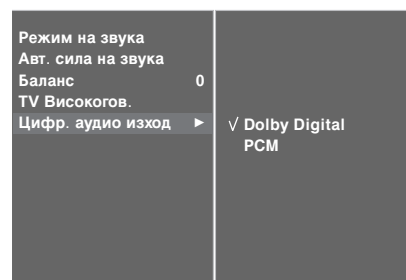 Режим на звука
Авт. сила на звука
Баланс 0
TV Високогов.
Цифр. аудио изход ►
√ Dolby Digital
PCM